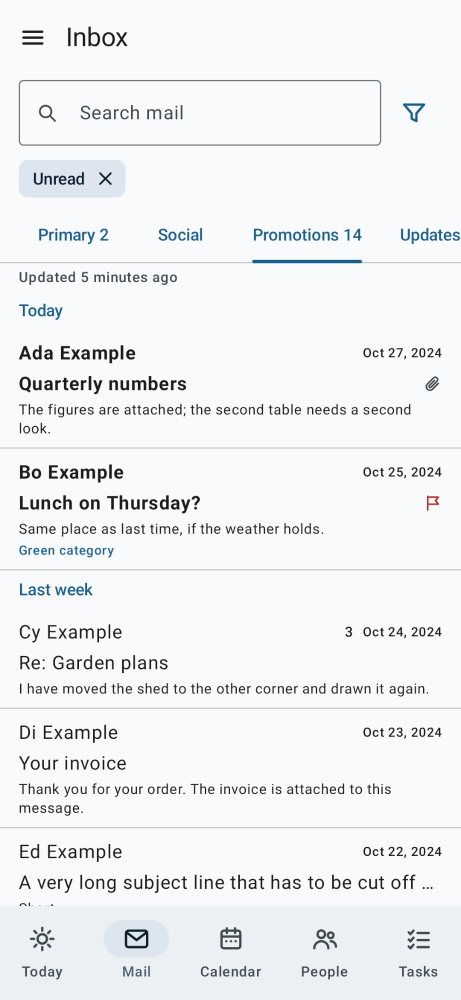 Inbox
Search mail
Unread
Primary 2
Social
Promotions 14
Updates
Updated 5 minutes ago
Today
Ada Example
Oct 27, 2024
Quarterly numbers
The figures are attached; the second table needs a second
look.
Bo Example
Oct 25, 2024
Lunch on Thursday?
Same place as last time, if the weather holds.
Green category
Last week
Cy Example
3 Oct 24, 2024
Re: Garden plans
I have moved the shed to the other corner and drawn it again.
Di Example
Oct 23, 2024
Your invoice
Thank you for your order. The invoice is attached to this
message.
Ed Example
Oct 22, 2024
A very long subject line that has to be cut off …
Today
Mail
Calendar
People
Tasks